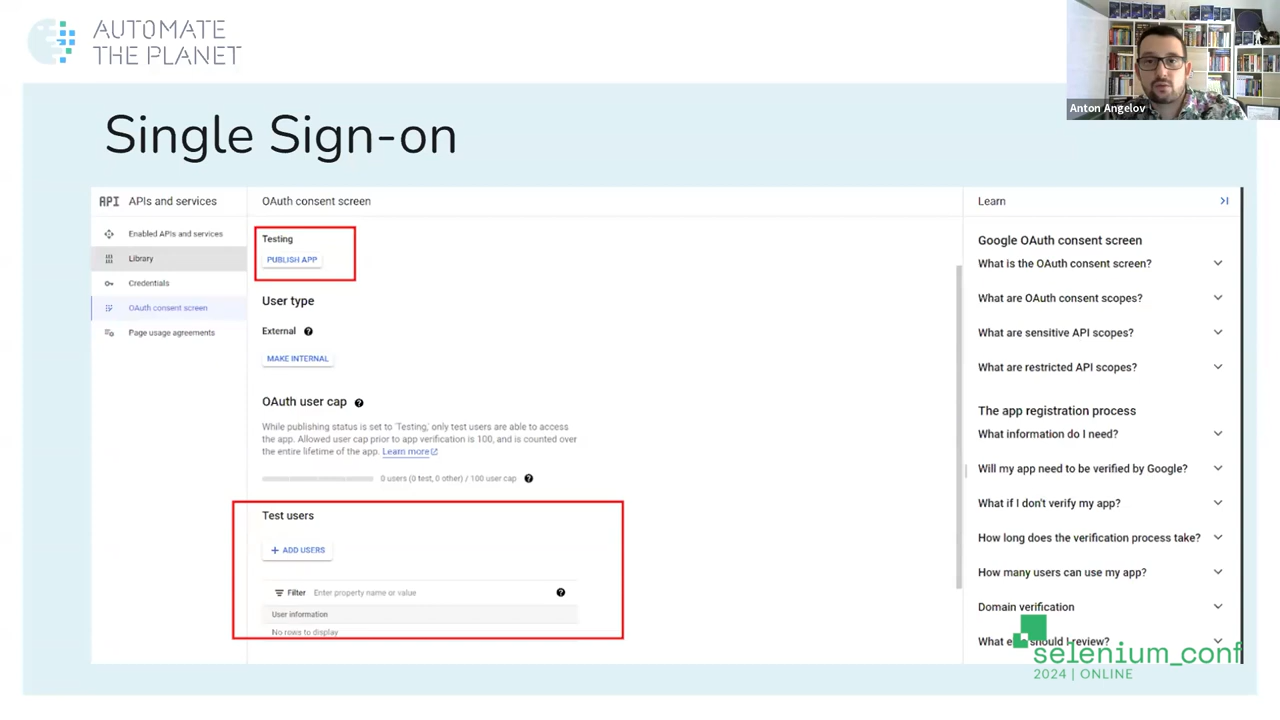 AUTOMATE
THE PLANET
Anton Angelov
Single Sign-on
API APIs and services
Enabled APIs and services
Library
Credentials
OAuth consent screen
Page usage agreements
OAuth consent screen
Testing
PUBLISH APP
User type
External
MAKE INTERNAL
OAuth user cap
While publishing status is set to 'Testing,' only test users are able to access
the app. Allowed user cap prior to app verification is 100, and is counted over
the entire lifetime of the app. Learn more
0 users (0 test, 0 other) / 100 user cap
Test users
+ ADD USERS
Filter Enter property name or value
User information
No rows to display
Learn
Google OAuth consent screen
What is the OAuth consent screen?
What are OAuth consent scopes?
What are sensitive API scopes?
What are restricted API scopes?
The app registration process
What information do I need?
Will my app need to be verified by Google?
What if I don't verify my app?
How long does the verification process take?
How many users can use my app?
Domain verification
What else should I review?
selenium_conf
2024 | ONLINE